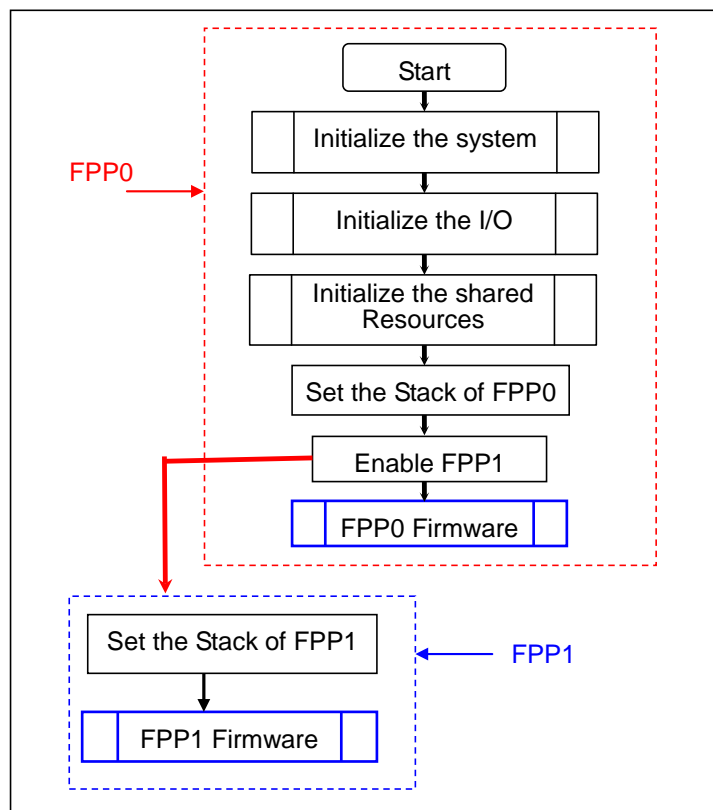 Start
Initialize the system
FPP0
Initialize the I/O
Initialize the shared
Resources
Set the Stack of FPP0
Enable FPP1
FPP0 Firmware
Set the Stack of FPP1
FPP1
FPP1 Firmware